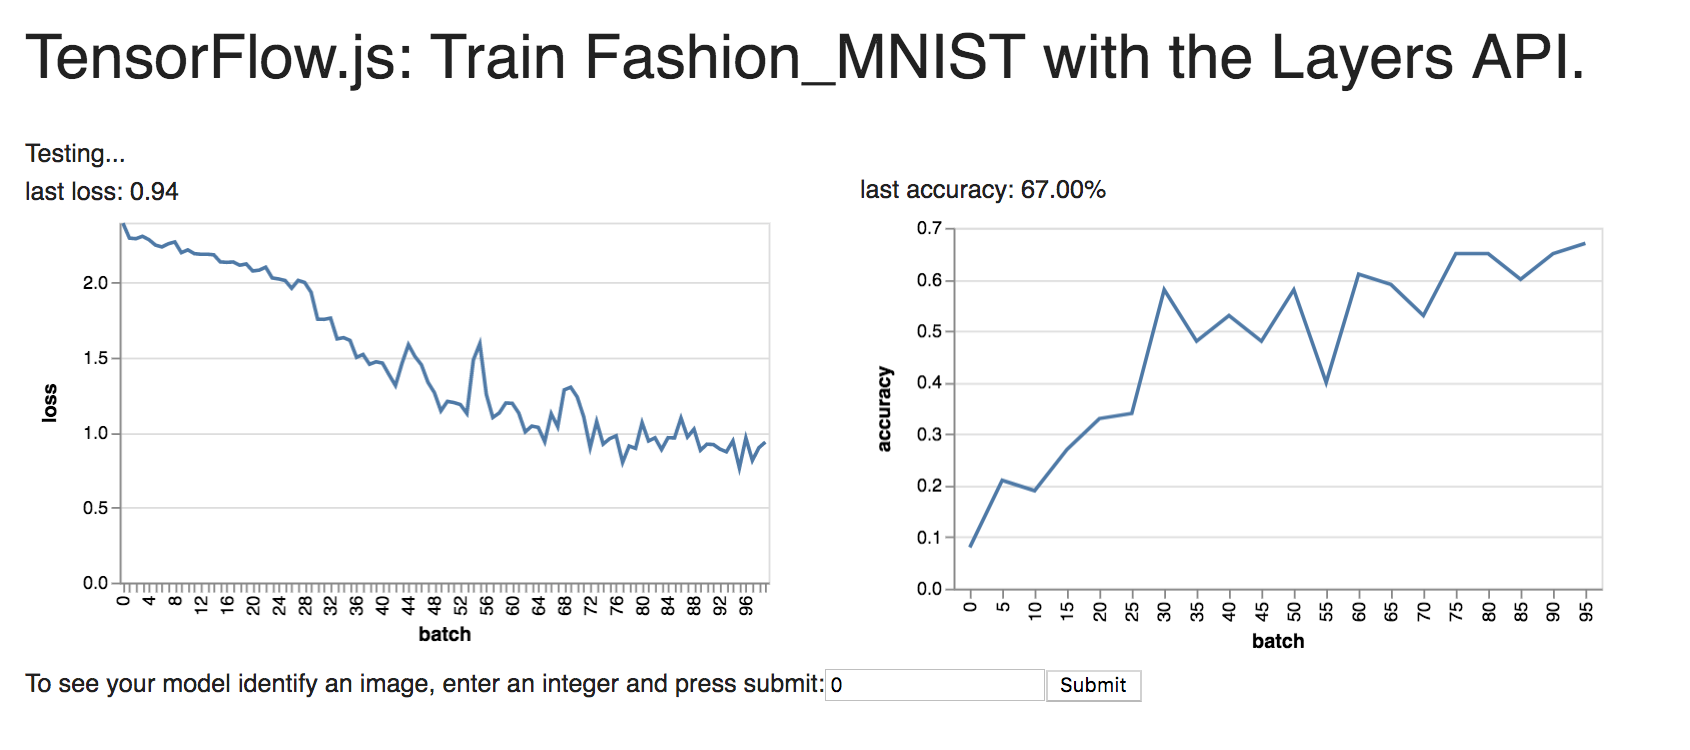 TensorFlow.js: Train Fashion_MNIST with the Layers API.
Testing...
last loss: 0.94
last accuracy: 67.00%
2.0
1.5
1.0
0.5
0.0
loss
0 4 8 12 16 20 24 28 32 36 40 44 48 52 56 60 64 68 72 76 80 84 88 92 96
batch
0.7
0.6
0.5
0.4
0.3
0.2
0.1
0.0
accuracy
0 5 10 15 20 25 30 35 40 45 50 55 60 65 70 75 80 85 90 95
batch
To see your model identify an image, enter an integer and press submit: 0 Submit